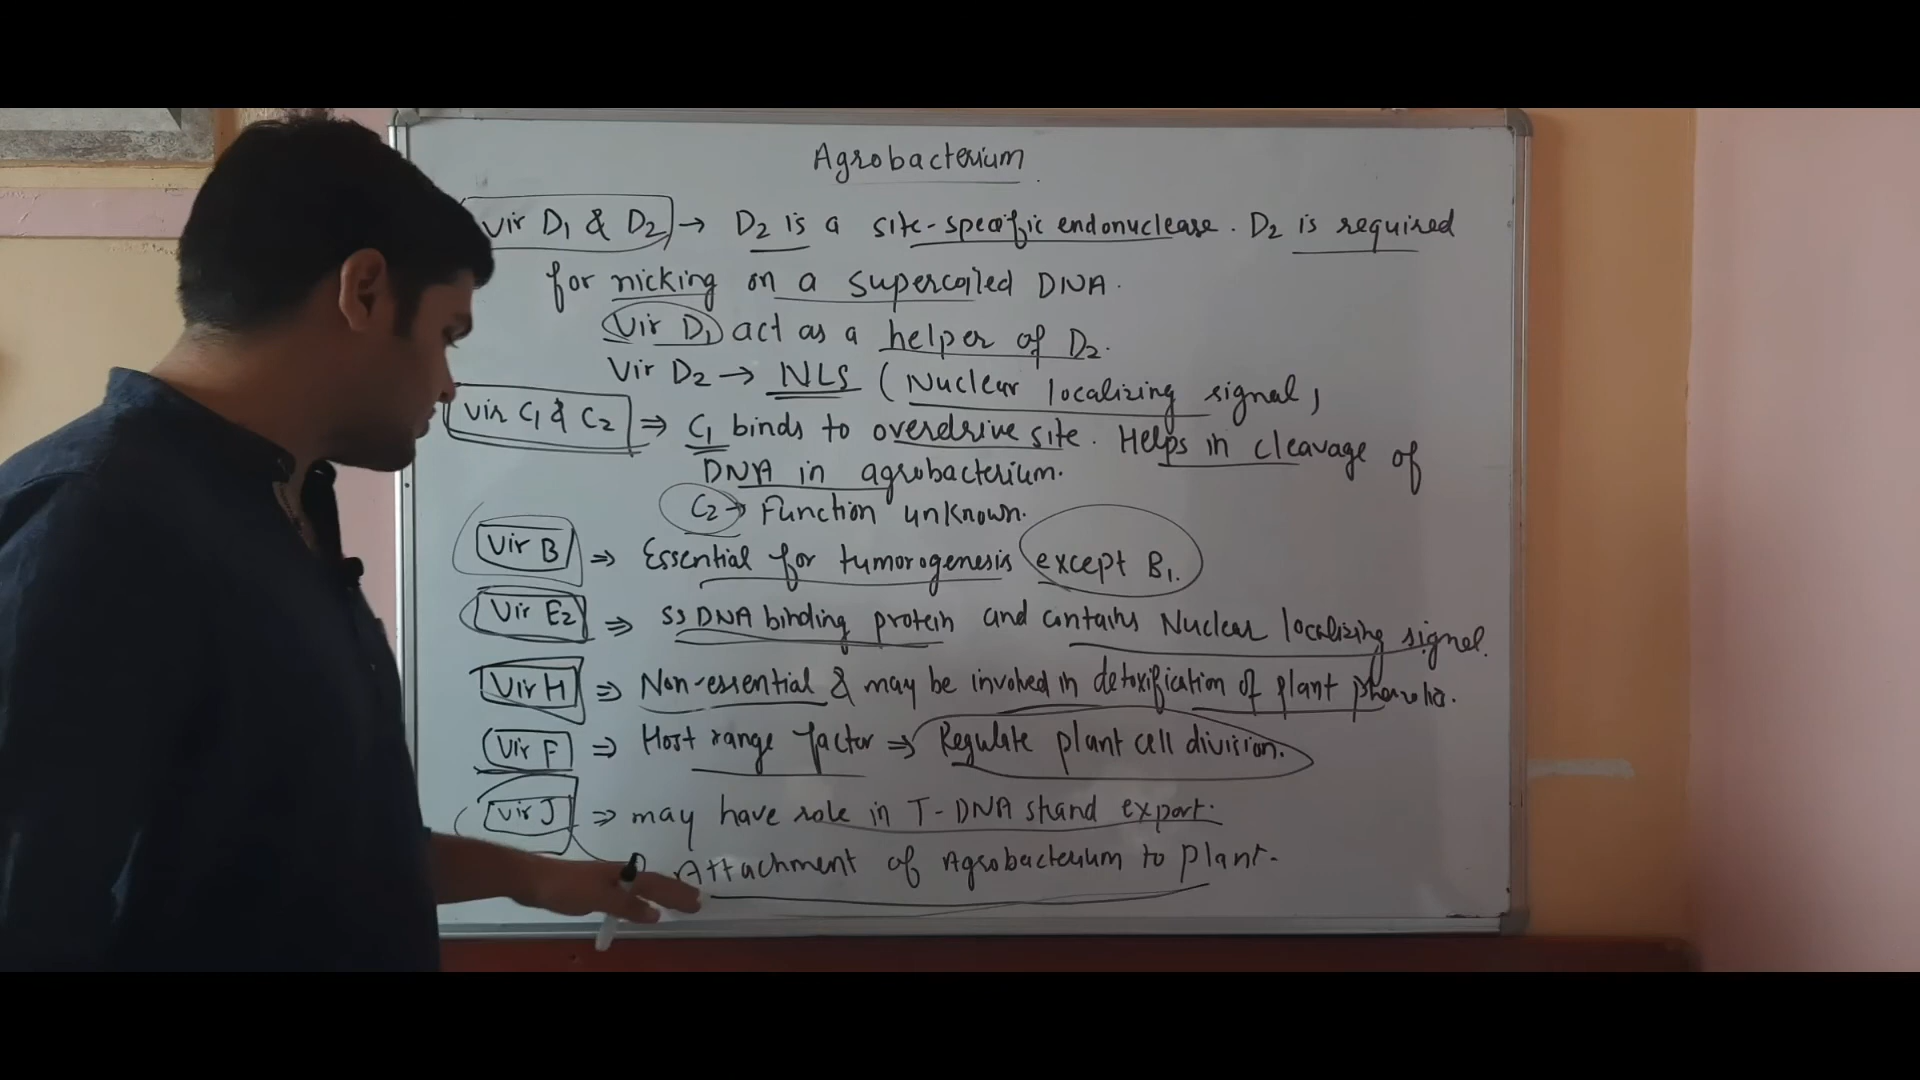 Agrobacterium
Vir D1 & D2 → D2 is a site-specific endonuclease. D2 is required
for nicking on a supercoiled DNA.
Vir D1 act as a helper of D2.
Vir D2 → NLS (Nuclear localizing signal)
Vir C1 & C2 ⇒ C1 binds to overdrive site. Helps in cleavage of
DNA in agrobacterium.
C2 → Function unknown.
Vir B ⇒ Essential for tumorogenesis except B1.
Vir E2 ⇒ SS DNA binding protein and contains Nuclear localizing signal.
Vir H ⇒ Non-essential & may be involved in detoxification of plant
Vir F ⇒ Host range factor ⇒ Regulate plant cell division.
Vir J ⇒ may have role in T-DNA strand export.
Attachment of Agrobacterium to plant.